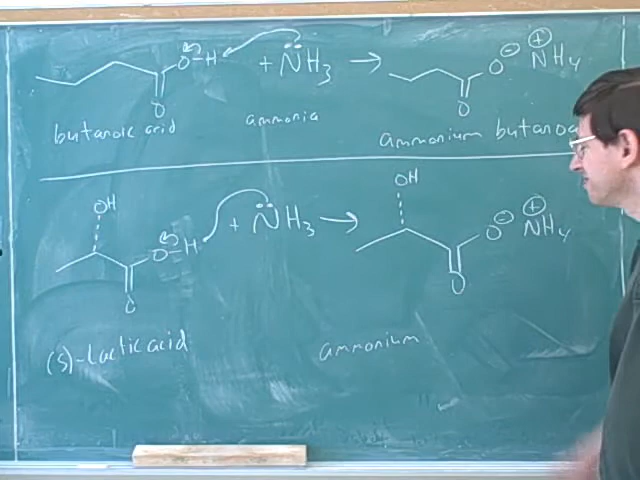 O-H + NH3 → O⊖ ⊕NH4
O O
butanoic acid ammonia ammonium butanoa
OH OH
O-H + NH3 → O⊖ ⊕NH4
O O
(S)-Lactic acid ammonium